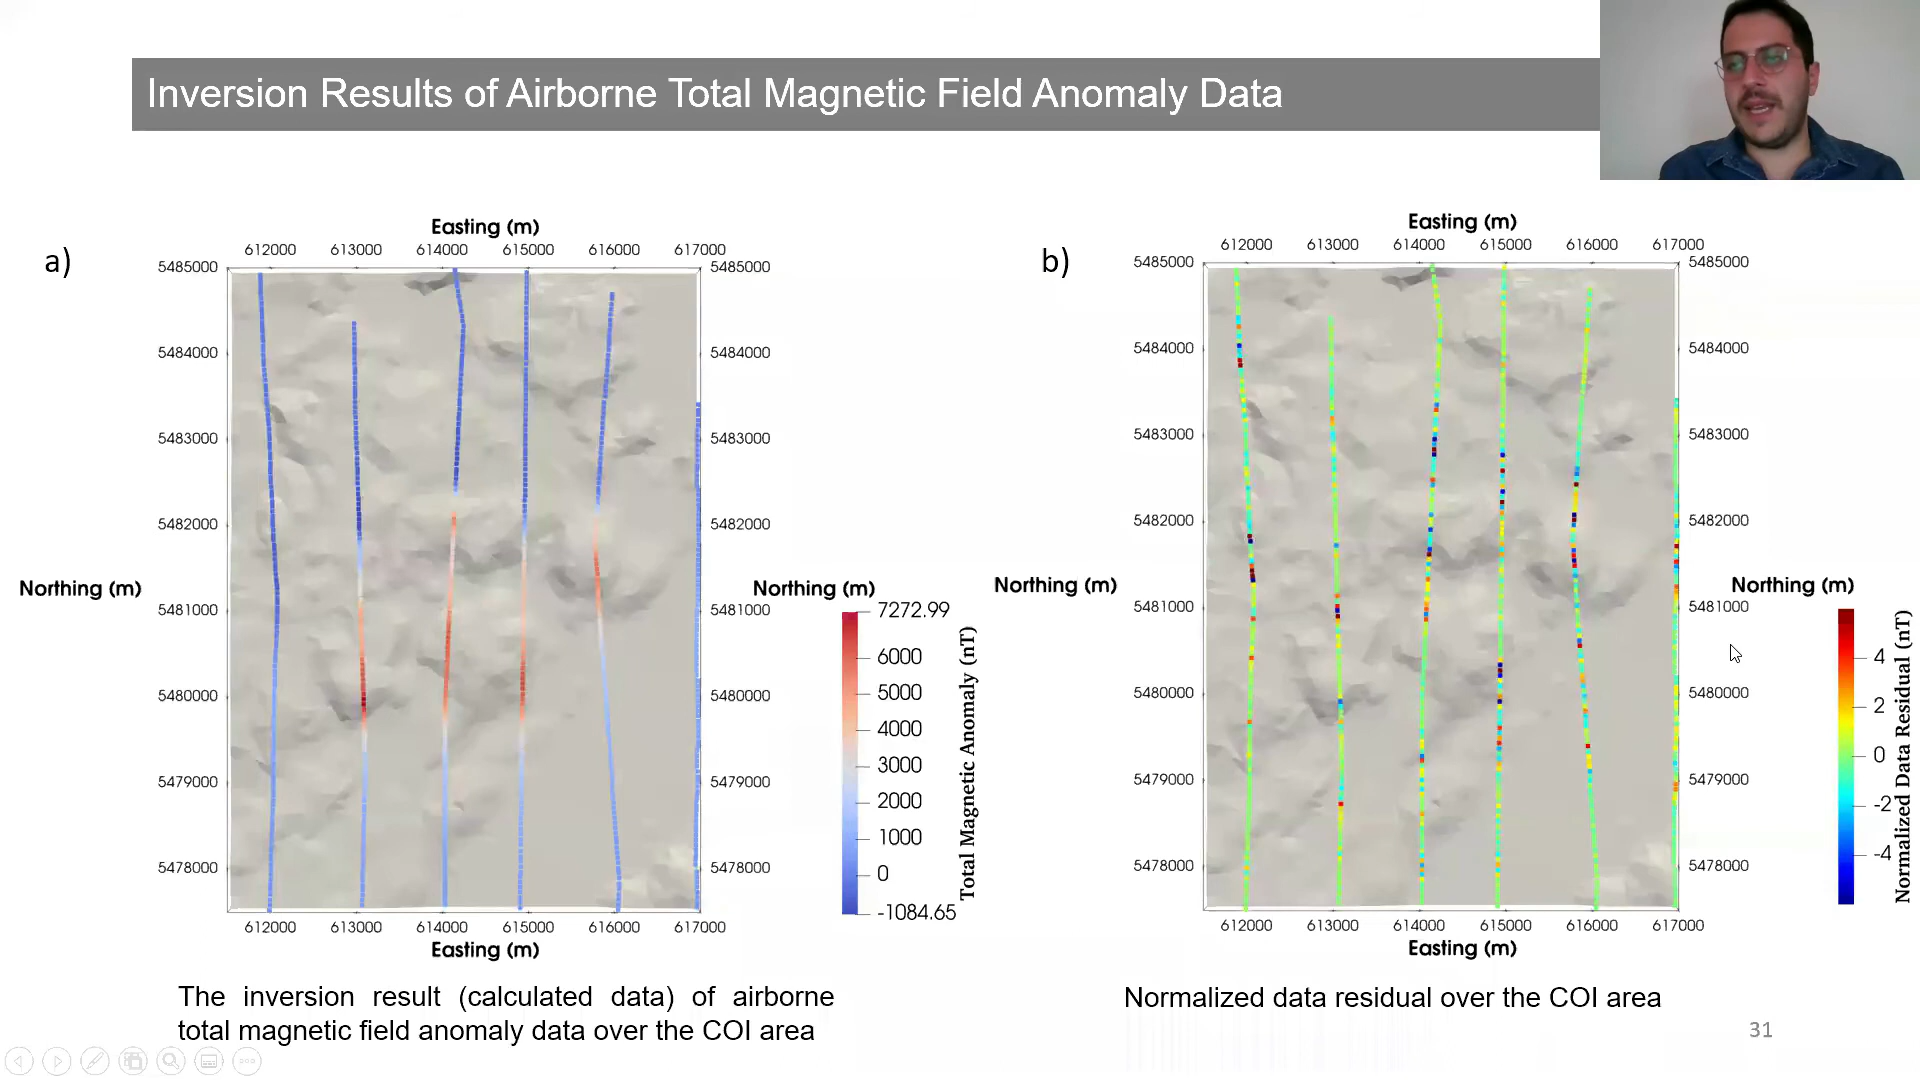 Inversion Results of Airborne Total Magnetic Field Anomaly Data
a)
Easting (m)
612000 613000 614000 615000 616000 617000
5485000 5485000
5484000 5484000
5483000 5483000
5482000 5482000
Northing (m) Northing (m)
5481000 5481000
5480000 5480000
5479000 5479000
5478000 5478000
612000 613000 614000 615000 616000 617000
Easting (m)
7272.99
6000
5000
4000
3000
2000
1000
0
-1084.65
Total Magnetic Anomaly (nT)
The inversion result (calculated data) of airborne
total magnetic field anomaly data over the COI area
b)
Easting (m)
612000 613000 614000 615000 616000 617000
5485000 5485000
5484000 5484000
5483000 5483000
5482000 5482000
Northing (m) Northing (m)
5481000 5481000
5480000 5480000
5479000 5479000
5478000 5478000
612000 613000 614000 615000 616000 617000
Easting (m)
4
2
0
-2
-4
Normalized Data Residual (nT)
Normalized data residual over the COI area
31